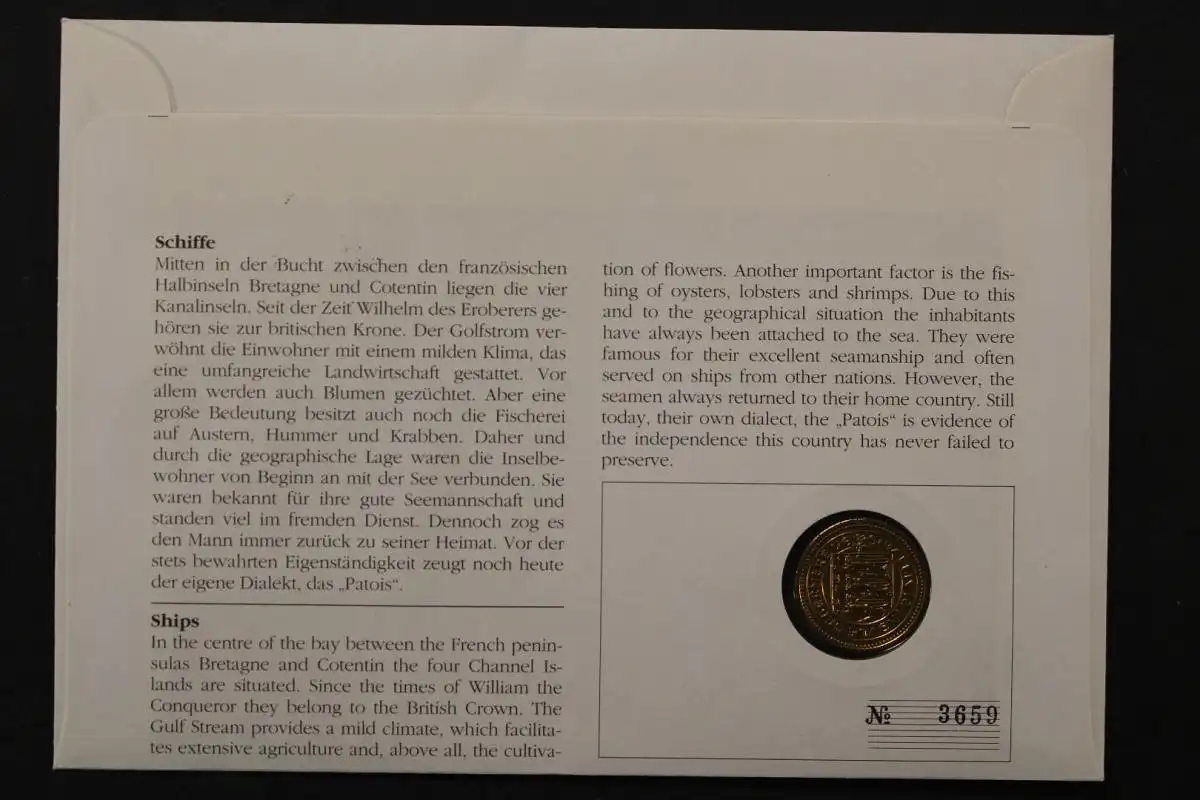 Schiffe
Mitten in der Bucht zwischen den französischen
Halbinseln Bretagne und Cotentin liegen die vier
Kanalinseln. Seit der Zeit Wilhelm des Eroberers ge-
hören sie zur britischen Krone. Der Golfstrom ver-
wöhnt die Einwohner mit einem milden Klima, das
eine umfangreiche Landwirtschaft gestattet. Vor
allem werden auch Blumen gezüchtet. Aber eine
große Bedeutung besitzt auch noch die Fischerei
auf Austern, Hummer und Krabben. Daher und
durch die geographische Lage waren die Inselbe-
wohner von Beginn an mit der See verbunden. Sie
waren bekannt für ihre gute Seemannschaft und
standen viel im fremden Dienst. Dennoch zog es
den Mann immer zurück zu seiner Heimat. Vor der
stets bewahrten Eigenständigkeit zeugt noch heute
der eigene Dialekt, das „Patois“.
Ships
In the centre of the bay between the French penin-
sulas Bretagne and Cotentin the four Channel Is-
lands are situated. Since the times of William the
Conqueror they belong to the British Crown. The
Gulf Stream provides a mild climate, which facilita-
tes extensive agriculture and, above all, the cultiva-
tion of flowers. Another important factor is the fis-
hing of oysters, lobsters and shrimps. Due to this
and to the geographical situation the inhabitants
have always been attached to the sea. They were
famous for their excellent seamanship and often
served on ships from other nations. However, the
seamen always returned to their home country. Still
today, their own dialect, the „Patois“ is evidence of
the independence this country has never failed to
preserve.
№ 3659